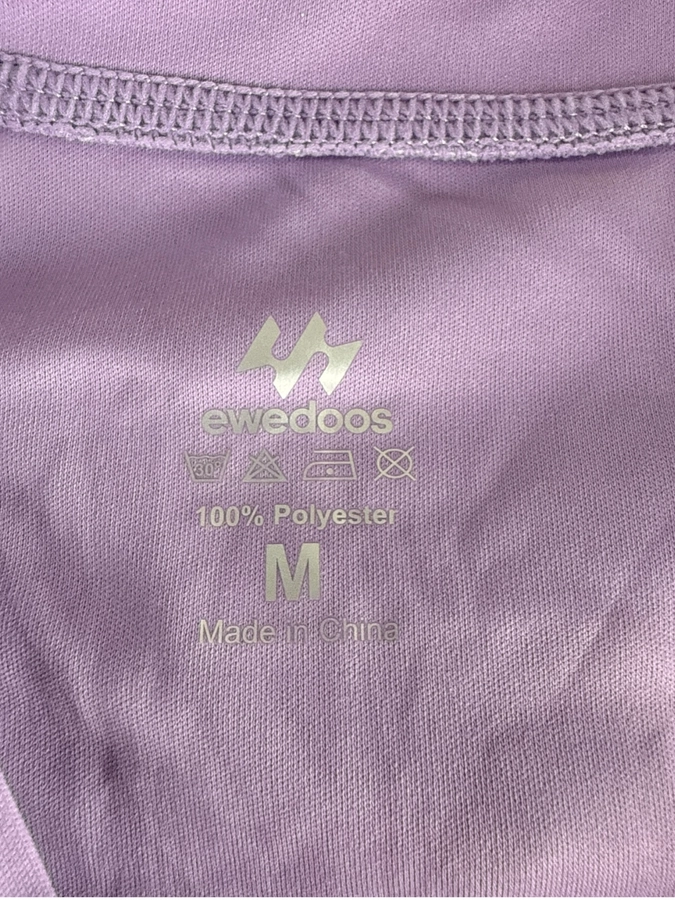 ewedoos
30°
100% Polyester
M
Made in China